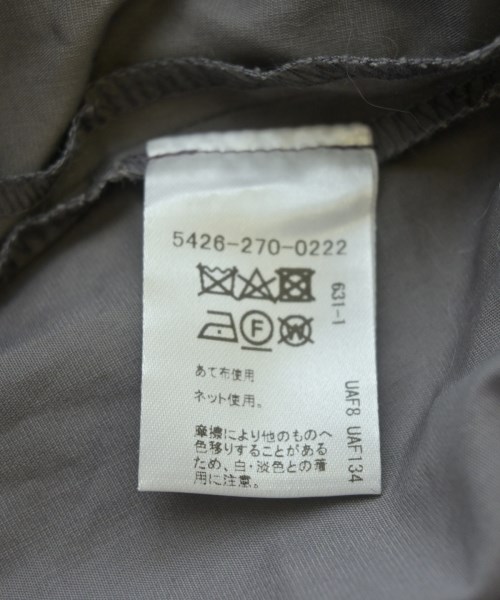 5426-270-0222
631-1
F
W
あて布使用
ネット使用。
摩擦により他のものへ
色移りすることがある
ため、白・淡色との着
用に注意。
UAF8 UAF134